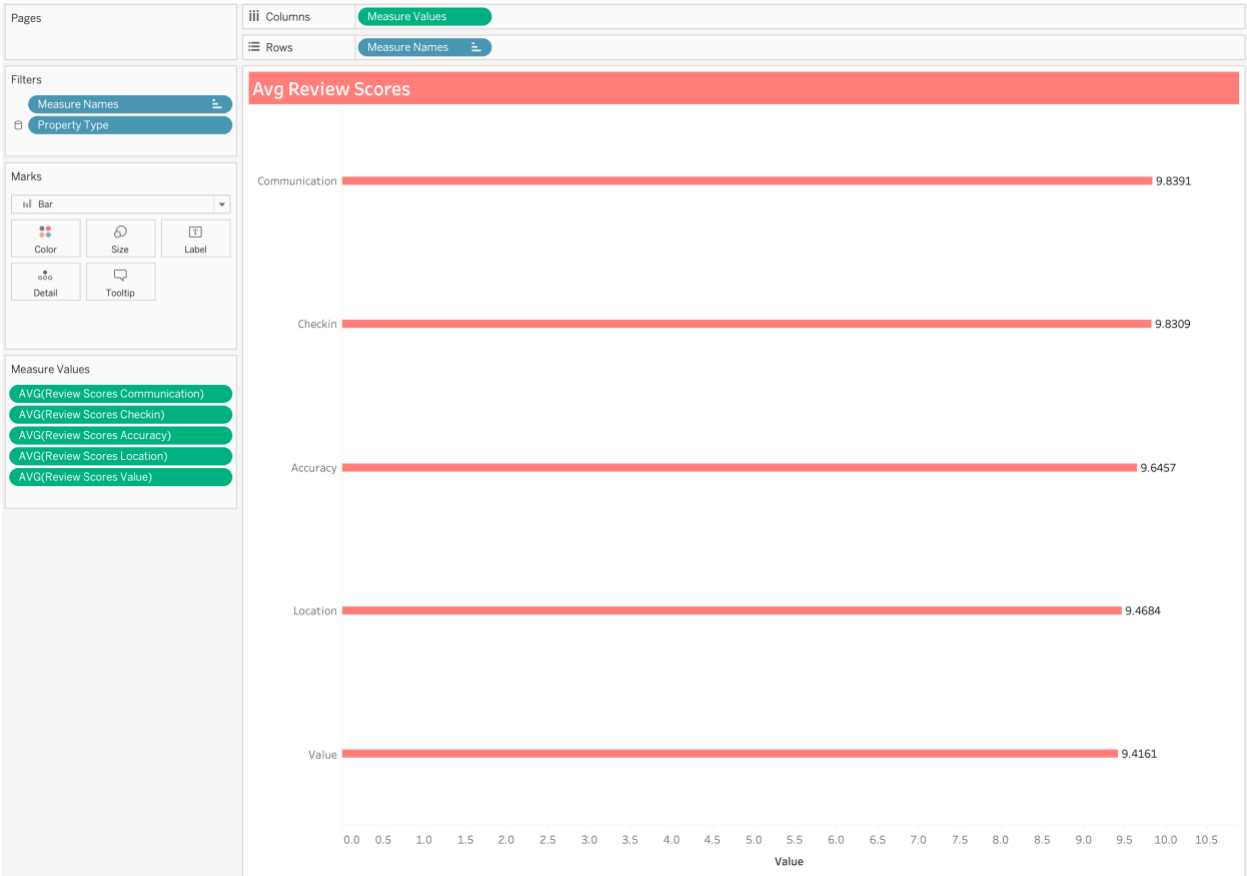 Pages
Columns
Measure Values
Rows
Measure Names
Filters
Measure Names
Property Type
Marks
Bar
Color
Size
Label
Detail
Tooltip
Measure Values
AVG(Review Scores Communication)
AVG(Review Scores Checkin)
AVG(Review Scores Accuracy)
AVG(Review Scores Location)
AVG(Review Scores Value)
Avg Review Scores
Communication 9.8391
Checkin 9.8309
Accuracy 9.6457
Location 9.4684
Value 9.4161
0.0 0.5 1.0 1.5 2.0 2.5 3.0 3.5 4.0 4.5 5.0 5.5 6.0 6.5 7.0 7.5 8.0 8.5 9.0 9.5 10.0 10.5
Value